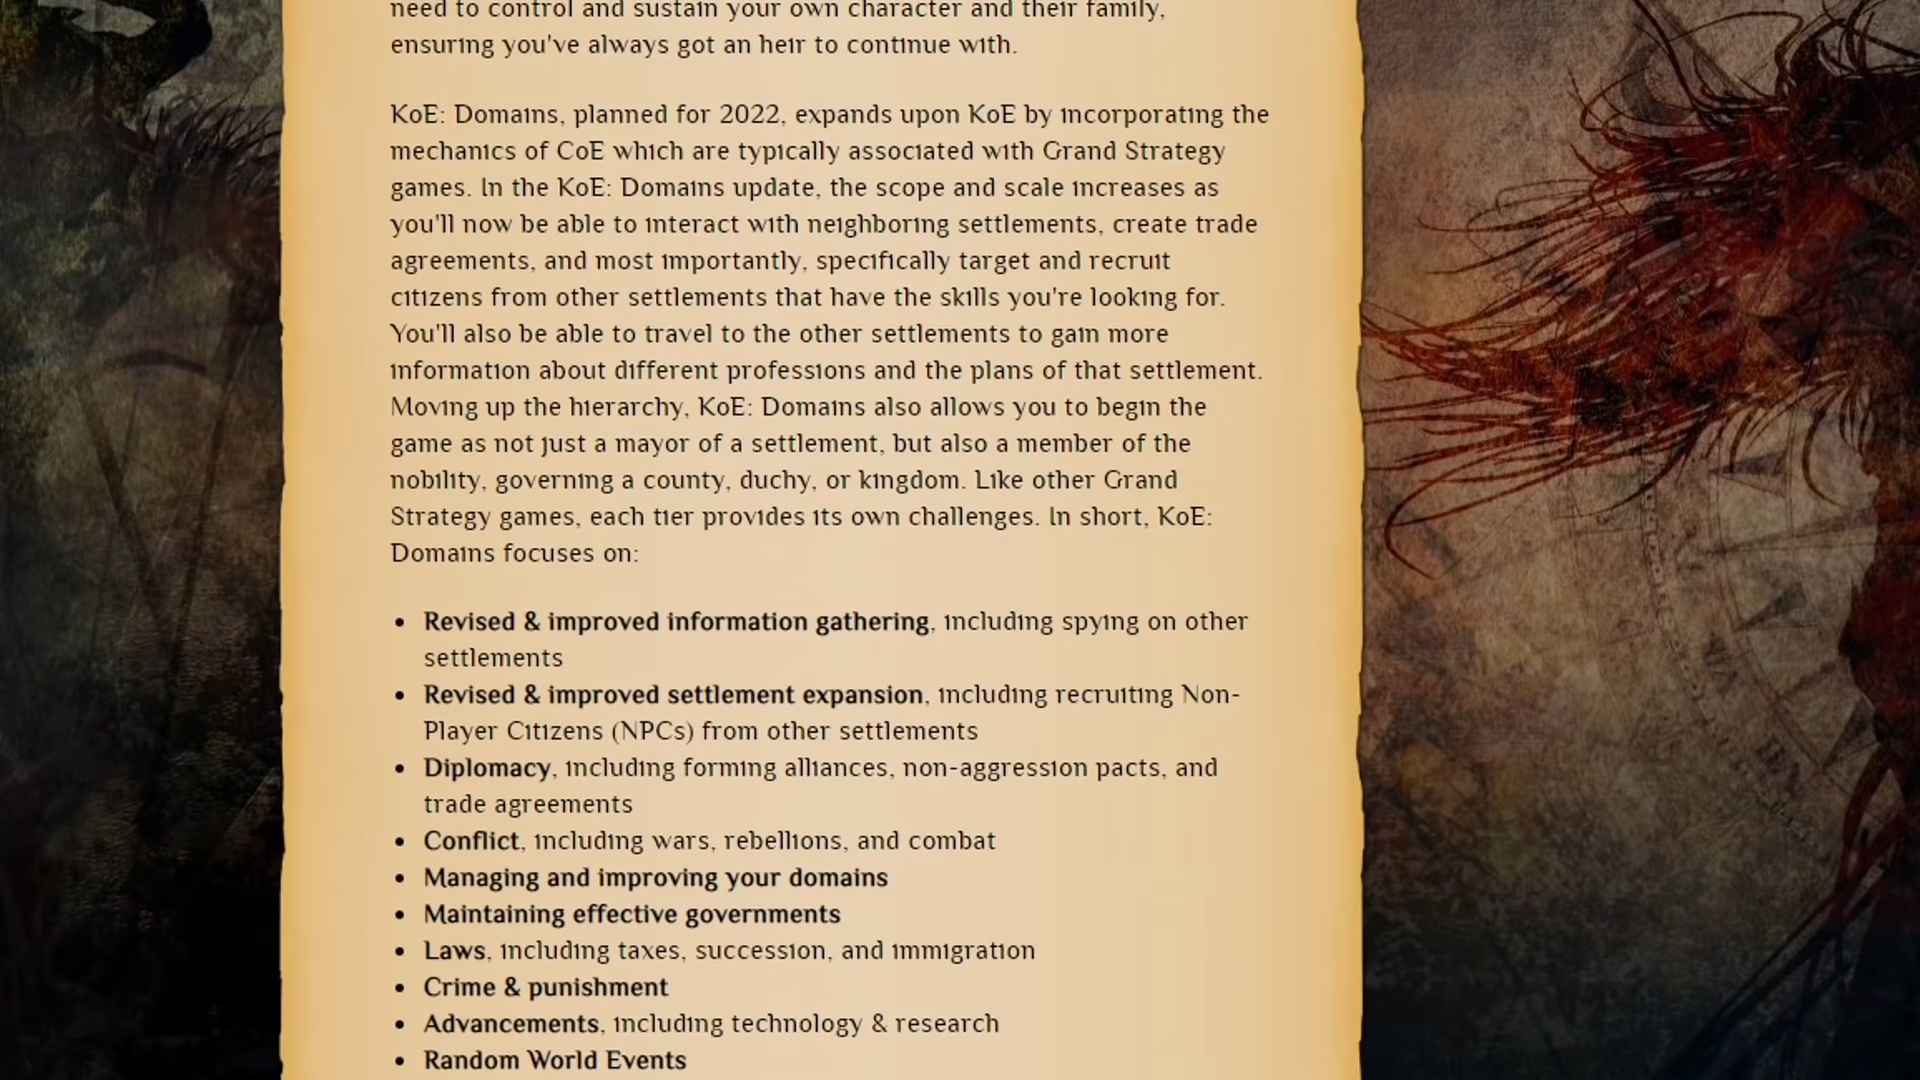 need to control and sustain your own character and their family,
ensuring you've always got an heir to continue with.
KoE: Domains, planned for 2022, expands upon KoE by incorporating the
mechanics of CoE which are typically associated with Grand Strategy
games. In the KoE: Domains update, the scope and scale increases as
you'll now be able to interact with neighboring settlements, create trade
agreements, and most importantly, specifically target and recruit
citizens from other settlements that have the skills you're looking for.
You'll also be able to travel to the other settlements to gain more
information about different professions and the plans of that settlement.
Moving up the hierarchy, KoE: Domains also allows you to begin the
game as not just a mayor of a settlement, but also a member of the
nobility, governing a county, duchy, or kingdom. Like other Grand
Strategy games, each tier provides its own challenges. In short, KoE:
Domains focuses on:
• Revised & improved information gathering, including spying on other
settlements
• Revised & improved settlement expansion, including recruiting Non-
Player Citizens (NPCs) from other settlements
• Diplomacy, including forming alliances, non-aggression pacts, and
trade agreements
• Conflict, including wars, rebellions, and combat
• Managing and improving your domains
• Maintaining effective governments
• Laws, including taxes, succession, and immigration
• Crime & punishment
• Advancements, including technology & research
• Random World Events